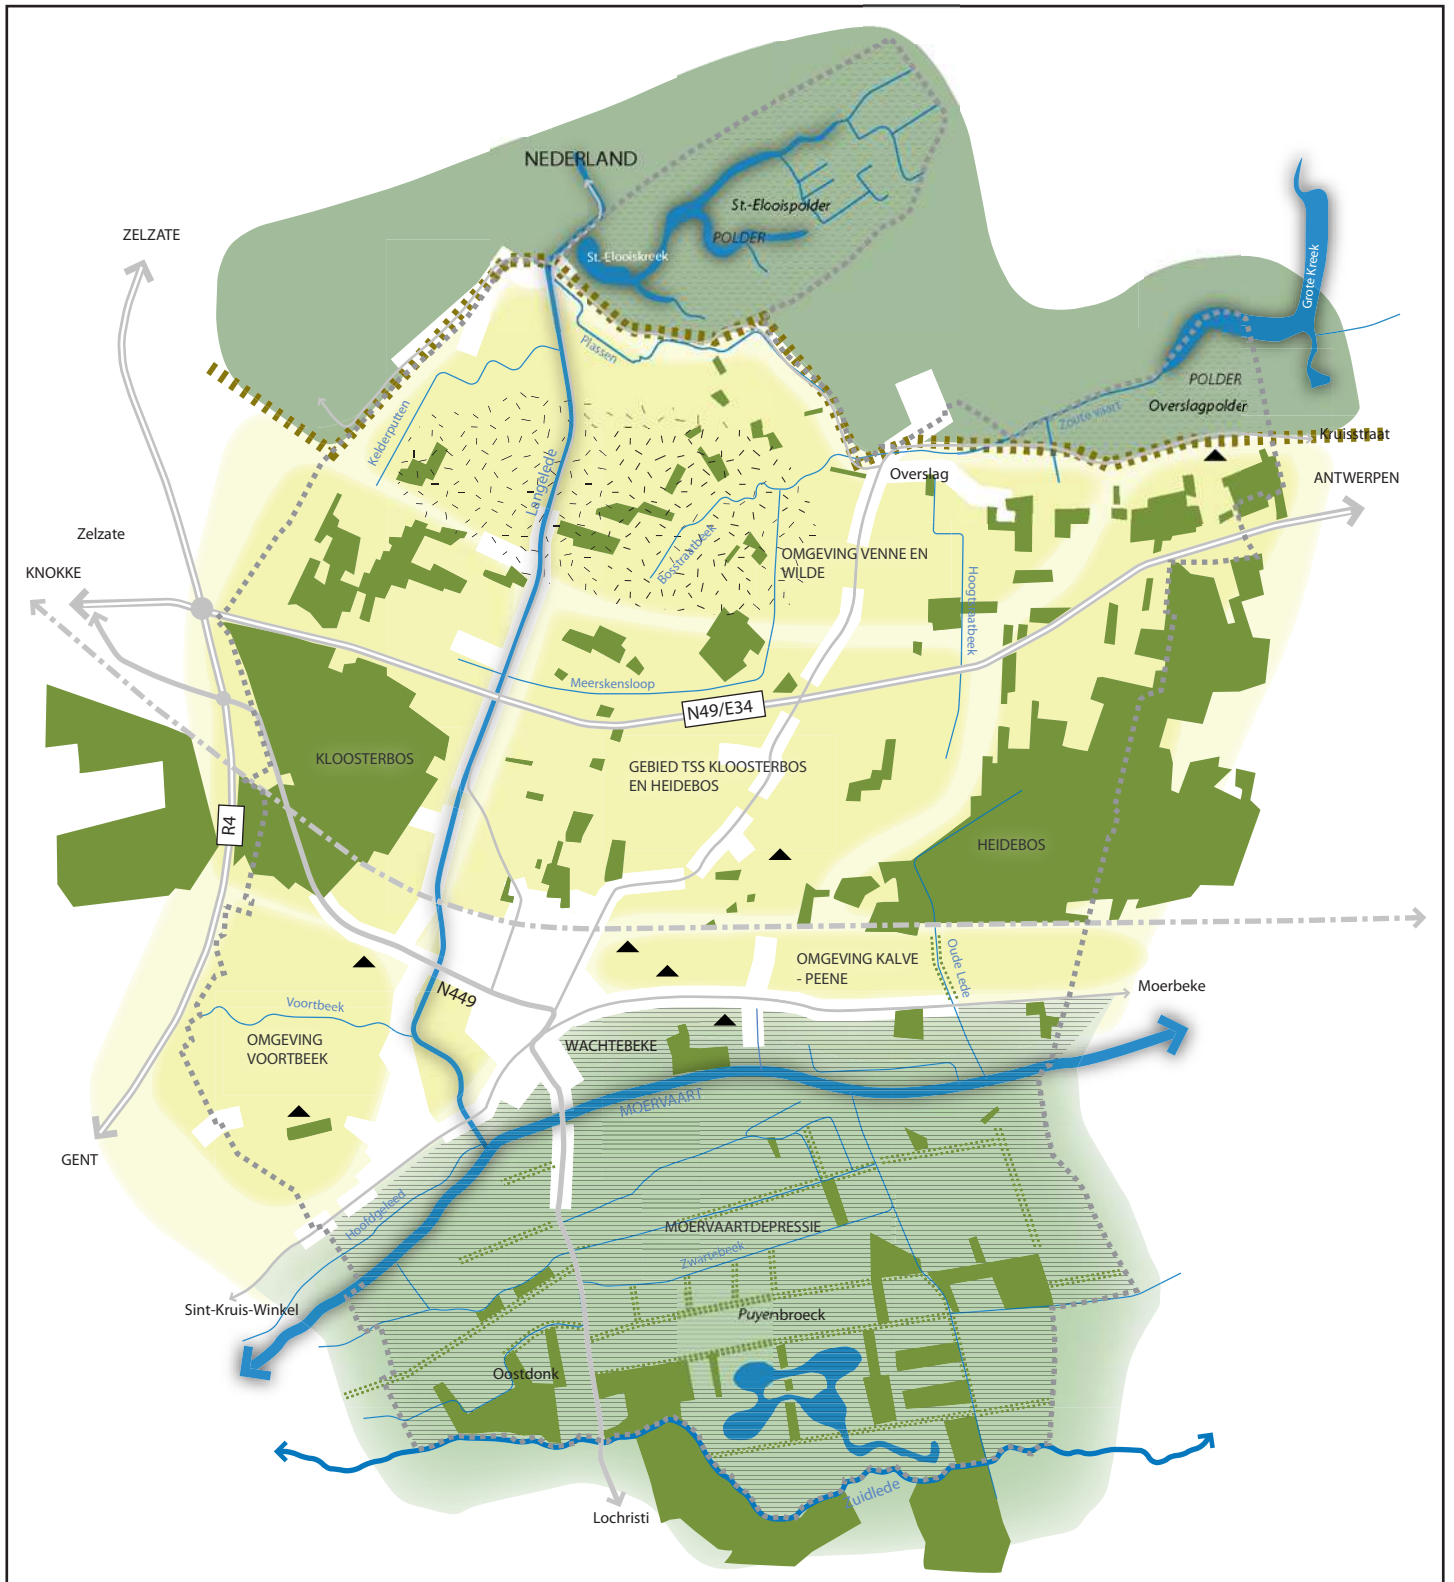 NEDERLAND
St.-Elooispolder
POLDER
ZELZATE
St.-Elooiskreek
Grote Kreek
Plassen
POLDER
Overslagpolder
Zoute vaart
Kelderputten
Kruisstraat
Overslag
ANTWERPEN
Langelede
Zelzate
Bosstraatbeek
OMGEVING VENNE EN
WILDE
KNOKKE
Hoogstraatbeek
Meerskensloop
N49/E34
KLOOSTERBOS
GEBIED TSS KLOOSTERBOS
EN HEIDEBOS
R4
HEIDEBOS
OMGEVING KALVE
- PEENE
Oude Lede
Moerbeke
N449
Voortbeek
OMGEVING
VOORTBEEK
WACHTEBEKE
MOERVAART
GENT
Hoofdgeleed
MOERVAARTDEPRESSIE
Zwartebeek
Sint-Kruis-Winkel
Puyenbroeck
Oostdonk
Zuidlede
Lochristi